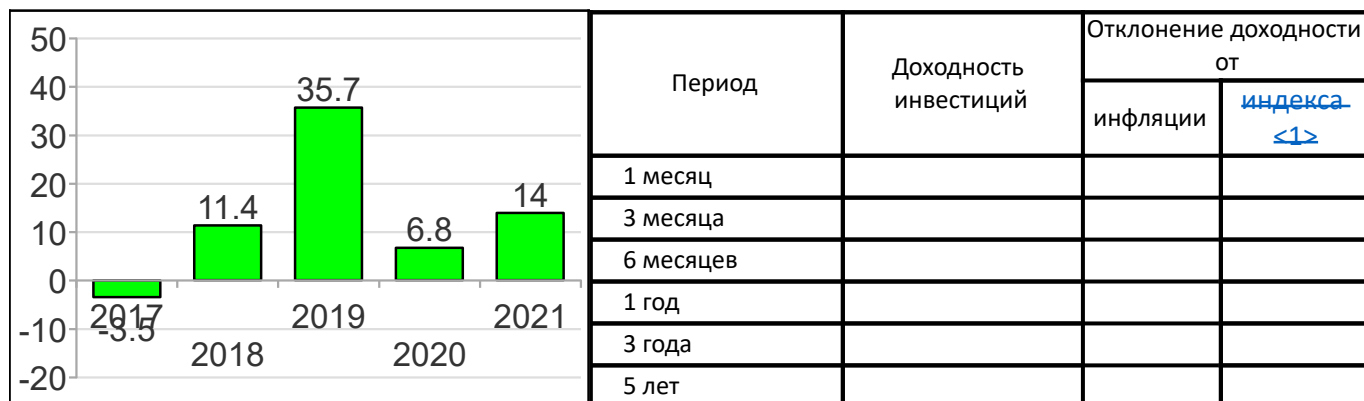 50
40
30
20
10
0
-10
-20
-3.5
11.4
35.7
6.8
14
2017
2018
2019
2020
2021
Период
Доходность
инвестиций
Отклонение доходности
от
инфляции
индекса
<1>
1 месяц
3 месяца
6 месяцев
1 год
3 года
5 лет